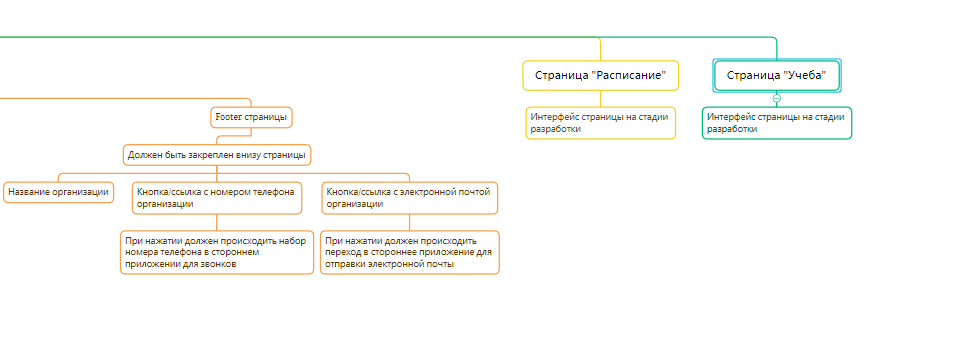 Страница "Расписание"
Страница "Учеба"
Интерфейс страницы на стадии
разработки
Интерфейс страницы на стадии
разработки
Footer страницы
Должен быть закреплен внизу страницы
Название организации
Кнопка/ссылка с номером телефона
организации
Кнопка/ссылка с электронной почтой
организации
При нажатии должен происходить набор
номера телефона в стороннем
приложении для звонков
При нажатии должен происходить
переход в стороннее приложение для
отправки электронной почты